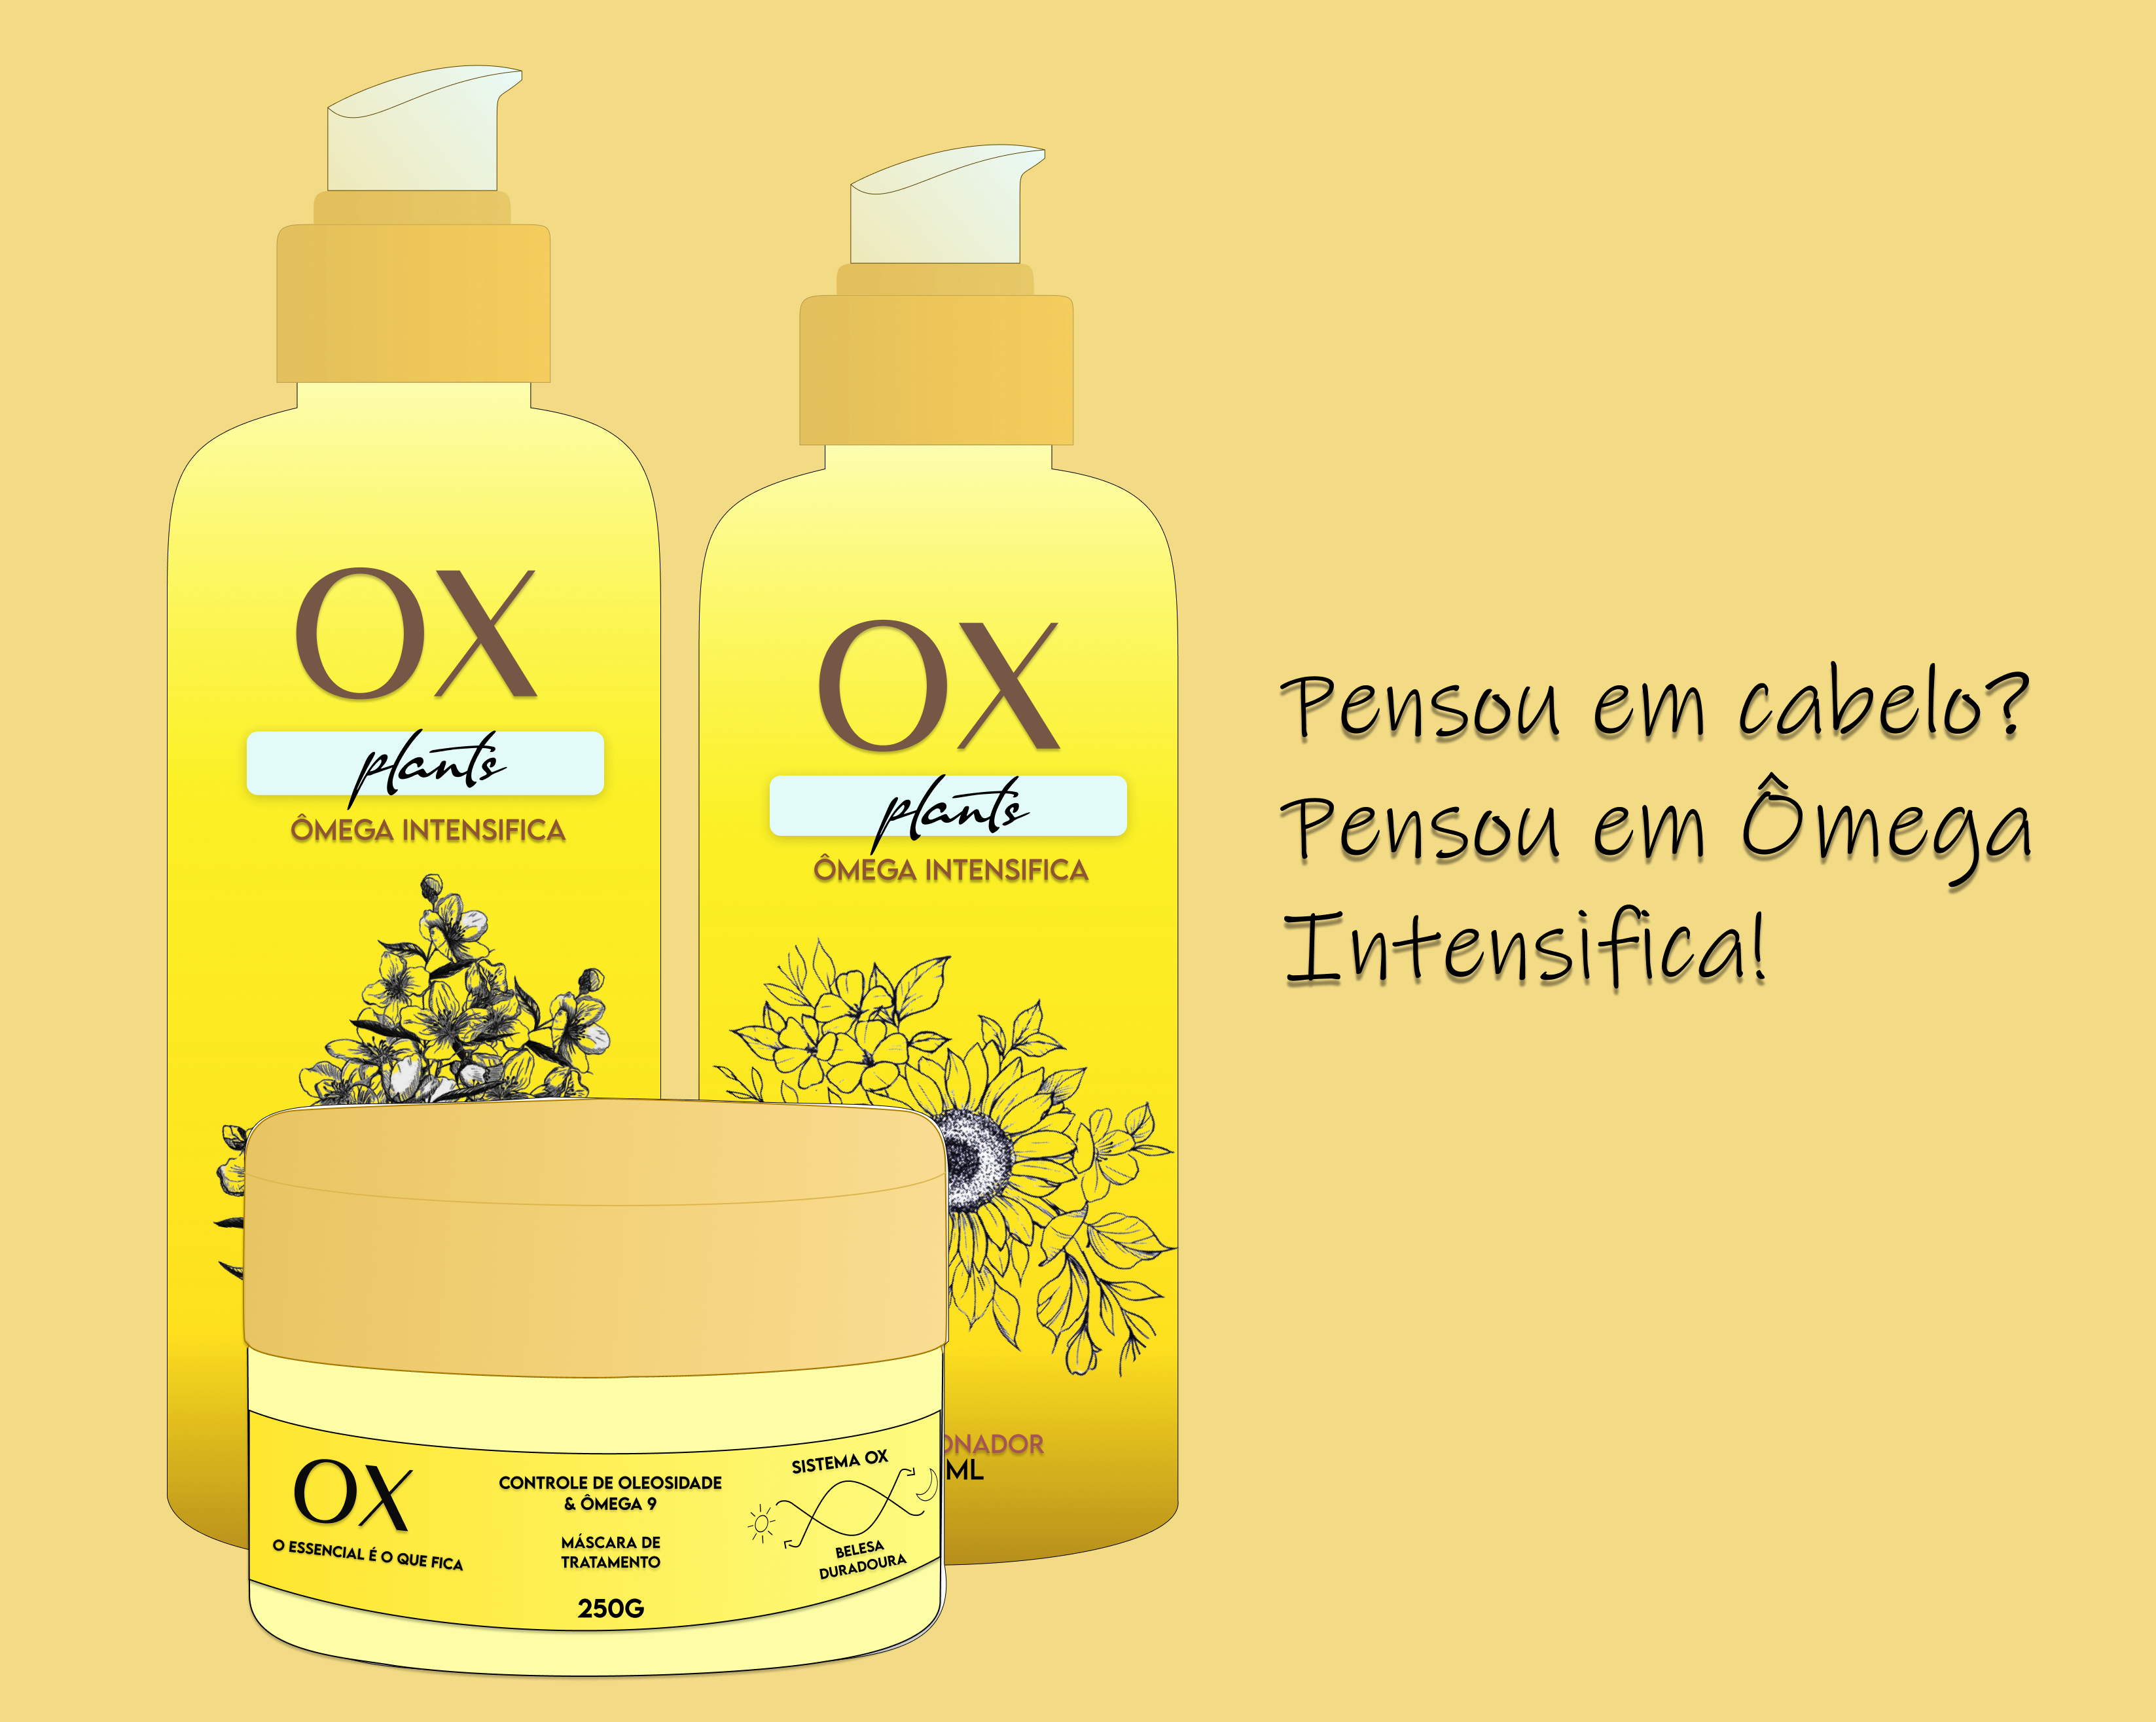 OX
plants
ÔMEGA INTENSIFICA
OX
plants
ÔMEGA INTENSIFICA
ONADOR
ML
OX
O ESSENCIAL É O QUE FICA
CONTROLE DE OLEOSIDADE
& ÔMEGA 9
MÁSCARA DE
TRATAMENTO
250G
SISTEMA OX
BELESA
DURADOURA
Pensou em cabelo?
Pensou em Ômega
Intensifica!